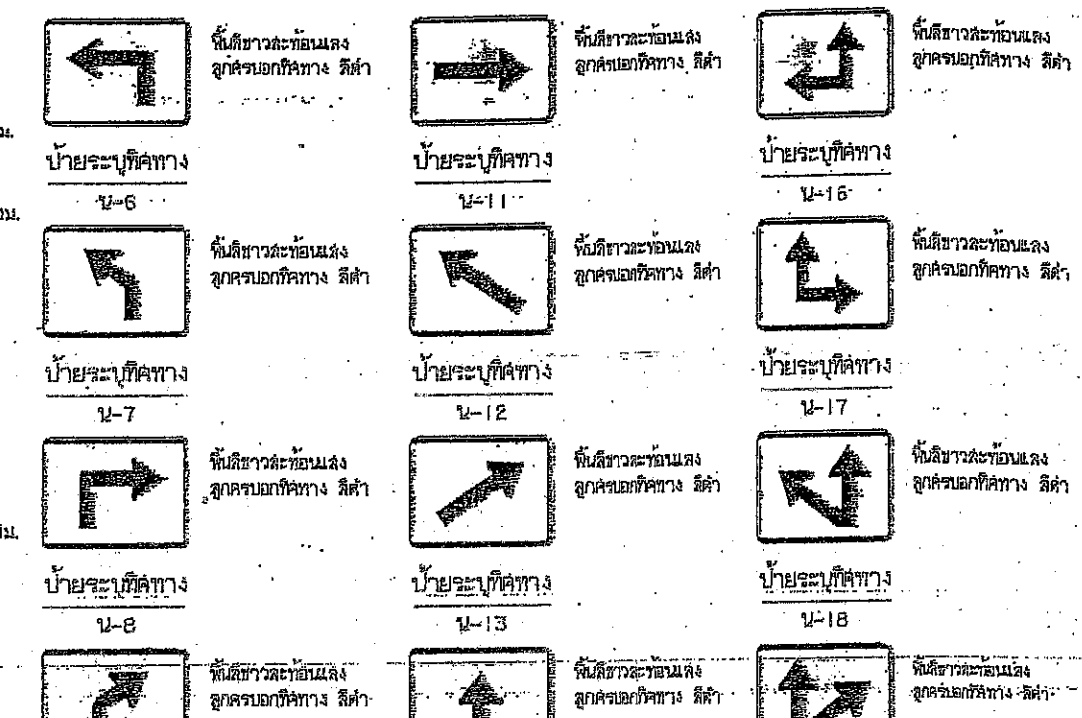 พื้นสีขาวสะท้อนแสง
ลูกศรบอกทิศทาง สีดำ
ป้ายระบุทิศทาง
น-6
พื้นสีขาวสะท้อนแสง
ลูกศรบอกทิศทาง สีดำ
ป้ายระบุทิศทาง
น-11
พื้นสีขาวสะท้อนแสง
ลูกศรบอกทิศทาง สีดำ
ป้ายระบุทิศทาง
น-16
พื้นสีขาวสะท้อนแสง
ลูกศรบอกทิศทาง สีดำ
ป้ายระบุทิศทาง
น-7
พื้นสีขาวสะท้อนแสง
ลูกศรบอกทิศทาง สีดำ
ป้ายระบุทิศทาง
น-12
พื้นสีขาวสะท้อนแสง
ลูกศรบอกทิศทาง สีดำ
ป้ายระบุทิศทาง
น-17
พื้นสีขาวสะท้อนแสง
ลูกศรบอกทิศทาง สีดำ
ป้ายระบุทิศทาง
น-8
พื้นสีขาวสะท้อนแสง
ลูกศรบอกทิศทาง สีดำ
ป้ายระบุทิศทาง
น-13
พื้นสีขาวสะท้อนแสง
ลูกศรบอกทิศทาง สีดำ
ป้ายระบุทิศทาง
น-18
พื้นสีขาวสะท้อนแสง
ลูกศรบอกทิศทาง สีดำ
พื้นสีขาวสะท้อนแสง
ลูกศรบอกทิศทาง สีดำ
พื้นสีขาวสะท้อนแสง
ลูกศรบอกทิศทาง สีดำ